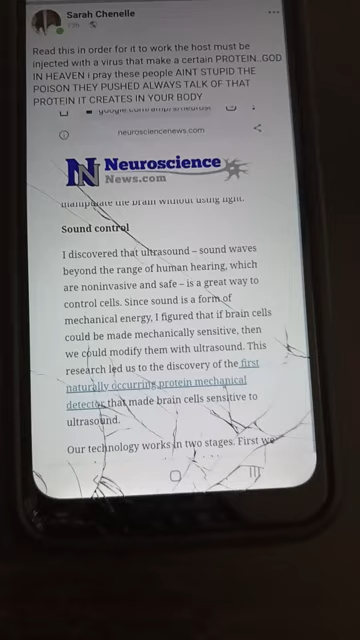 Sarah Chenelle
Read this in order for it to work the host must be
injected with a virus that make a certain PROTEIN..GOD
IN HEAVEN i pray these people AINT STUPID THE
POISON THEY PUSHED ALWAYS TALK OF THAT
PROTEIN IT CREATES IN YOUR BODY
neurosciencenews.com
Neuroscience
News.com
manipulate the brain without using light.
Sound control
I discovered that ultrasound – sound waves
beyond the range of human hearing, which
are noninvasive and safe – is a great way to
control cells. Since sound is a form of
mechanical energy, I figured that if brain cells
could be made mechanically sensitive, then
we could modify them with ultrasound. This
research led us to the discovery of the first
naturally occurring protein mechanical
detector that made brain cells sensitive to
ultrasound.
Our technology works in two stages. First we